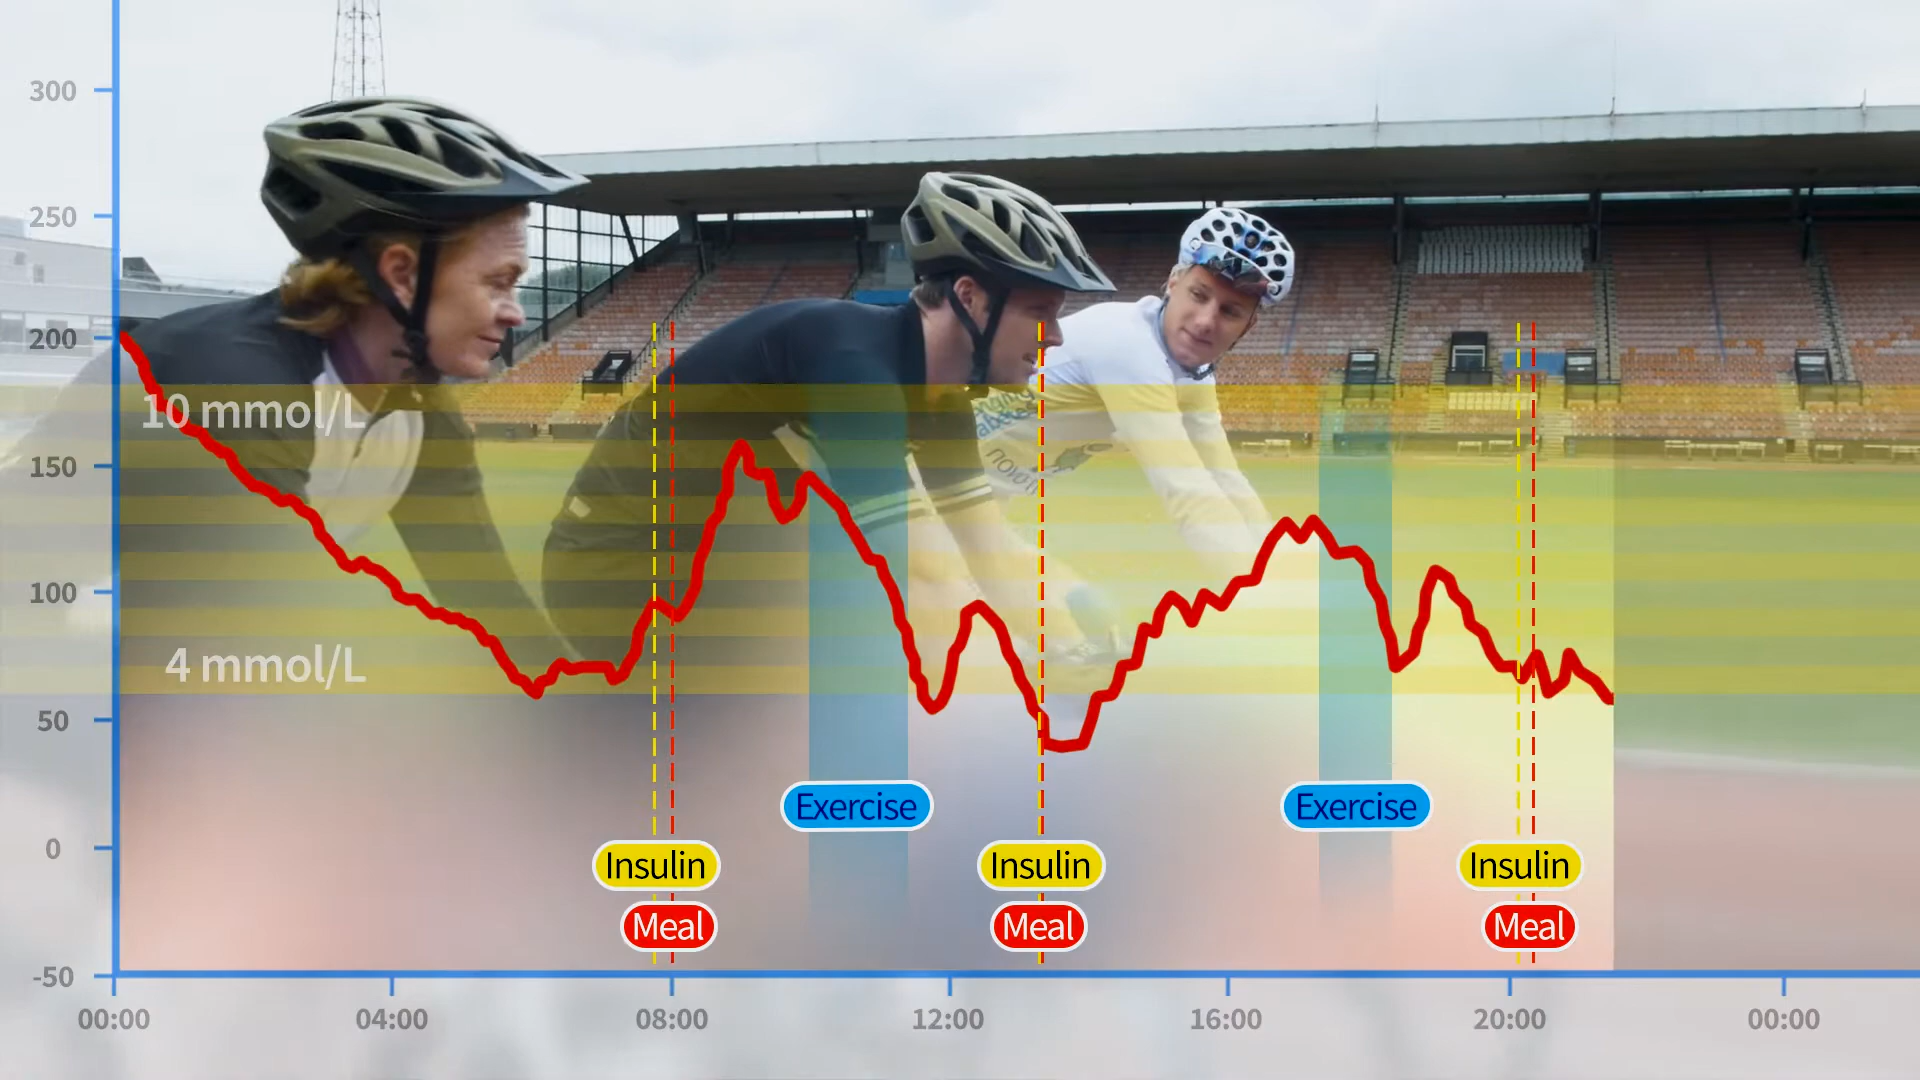 300
250
200
10 mmol/L
150
100
4 mmol/L
50
Exercise
Exercise
0
Insulin
Insulin
Insulin
Meal
Meal
Meal
-50
00:00
04:00
08:00
12:00
16:00
20:00
00:00